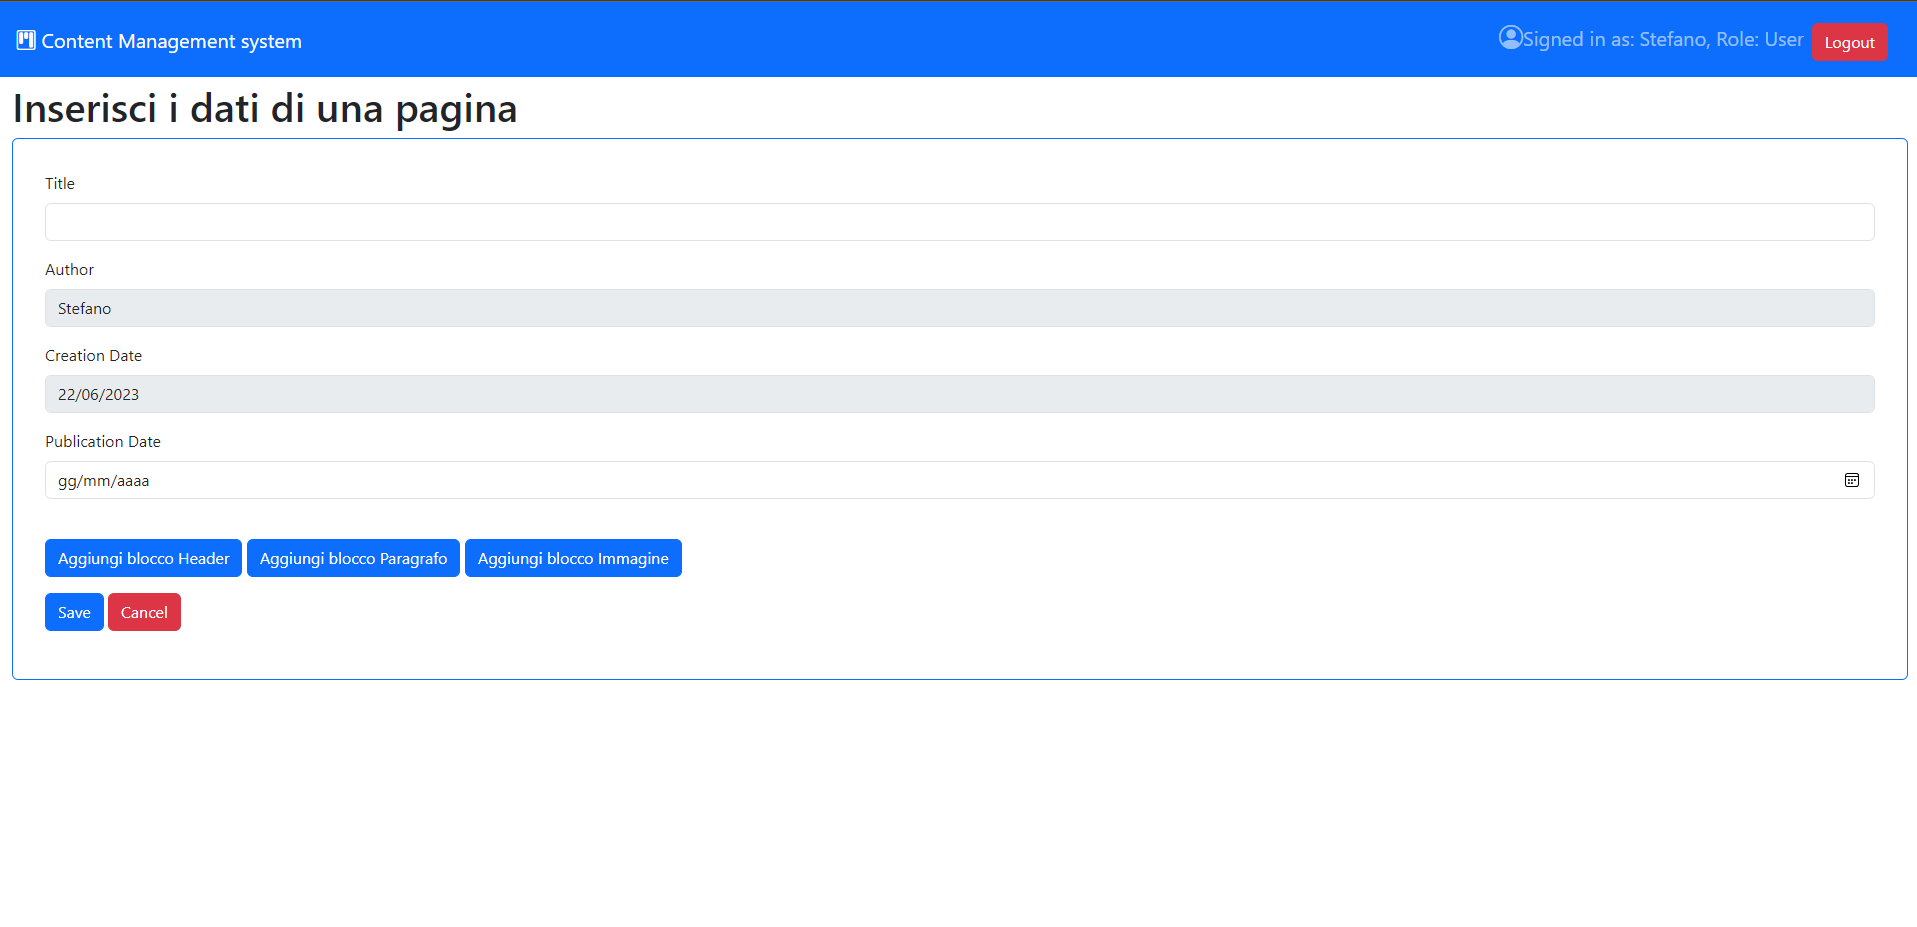 Content Management system
Signed in as: Stefano, Role: User Logout
Inserisci i dati di una pagina
Title
Author
Stefano
Creation Date
22/06/2023
Publication Date
gg/mm/aaaa
Aggiungi blocco Header Aggiungi blocco Paragrafo Aggiungi blocco Immagine
Save Cancel